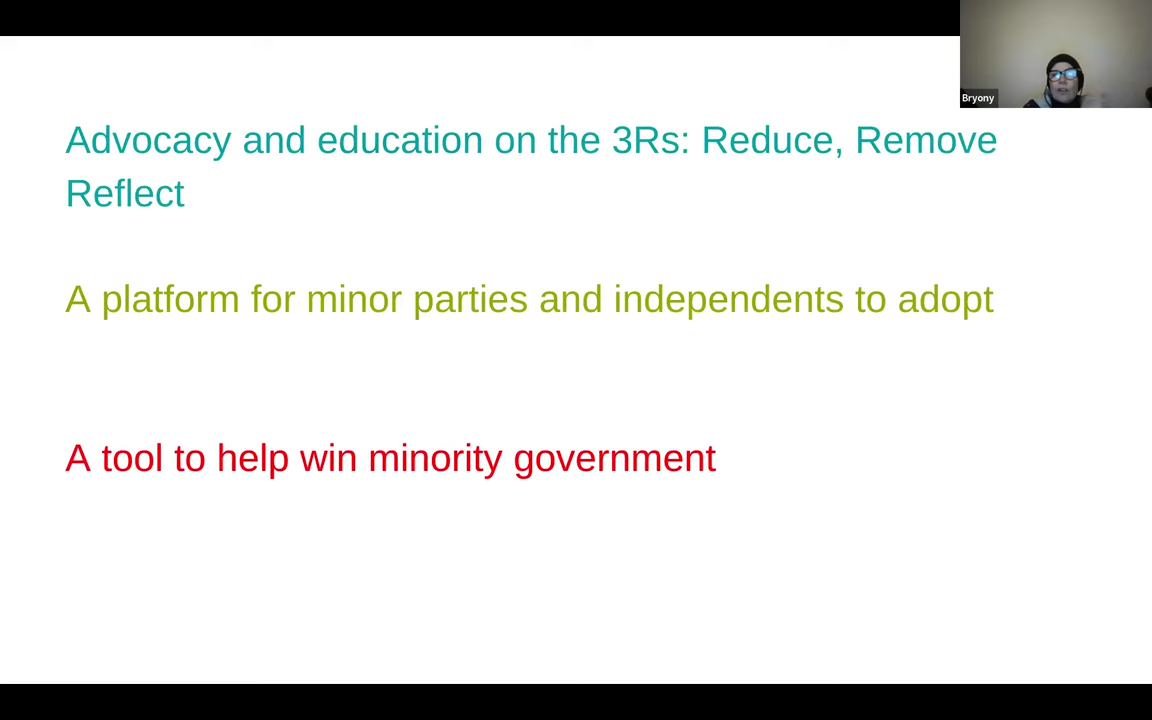 Bryony
Advocacy and education on the 3Rs: Reduce, Remove
Reflect
A platform for minor parties and independents to adopt
A tool to help win minority government